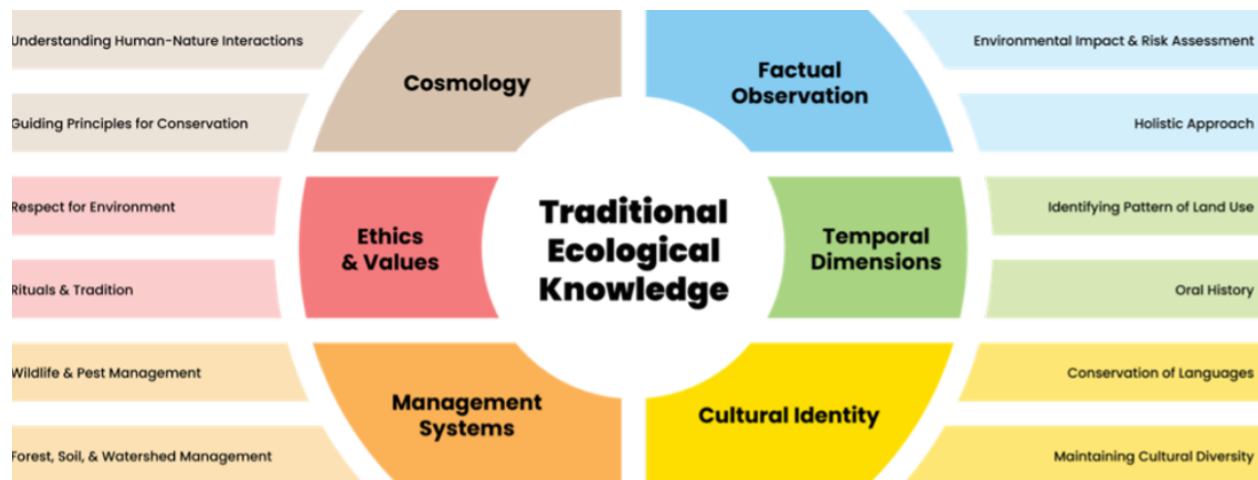 Understanding Human-Nature Interactions
Guiding Principles for Conservation
Respect for Environment
Rituals & Tradition
Wildlife & Pest Management
Forest, Soil, & Watershed Management
Cosmology
Ethics
& Values
Management
Systems
Traditional
Ecological
Knowledge
Factual
Observation
Temporal
Dimensions
Cultural Identity
Environmental Impact & Risk Assessment
Holistic Approach
Identifying Pattern of Land Use
Oral History
Conservation of Languages
Maintaining Cultural Diversity